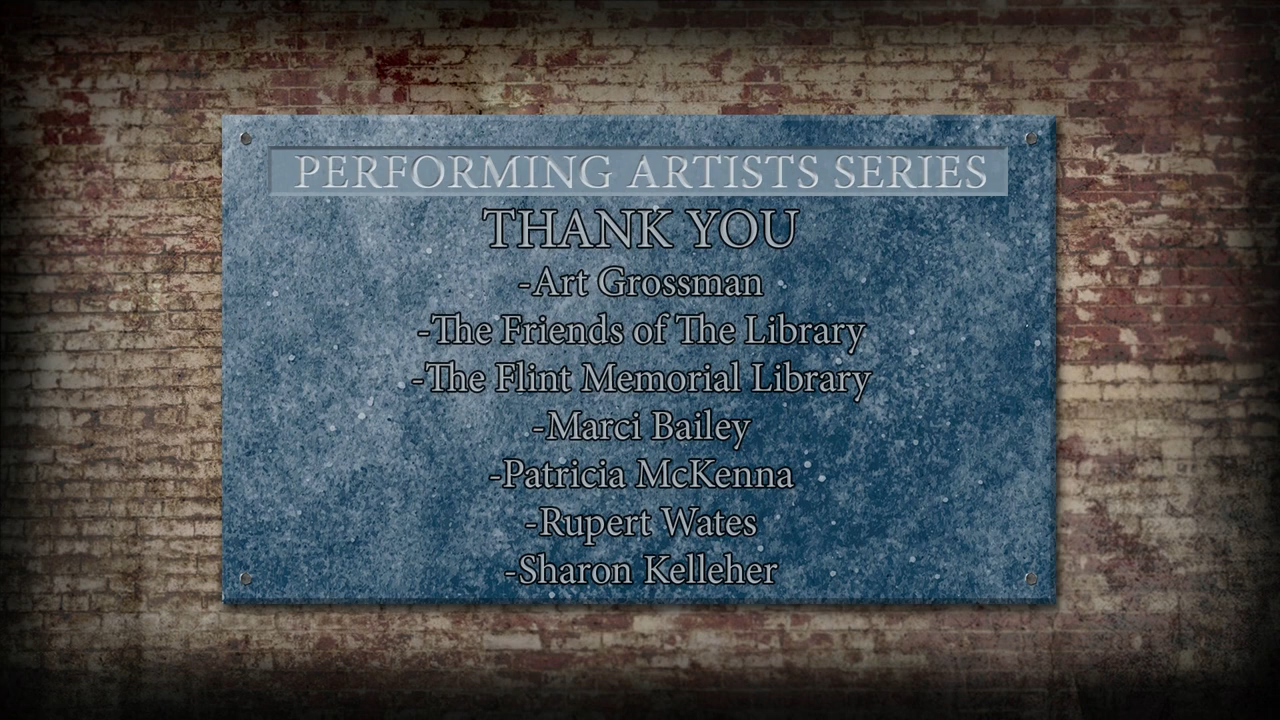 PERFORMING ARTISTS SERIES
THANK YOU
-Art Grossman
-The Friends of The Library
-The Flint Memorial Library
-Marci Bailey
-Patricia McKenna
-Rupert Wates
-Sharon Kelleher